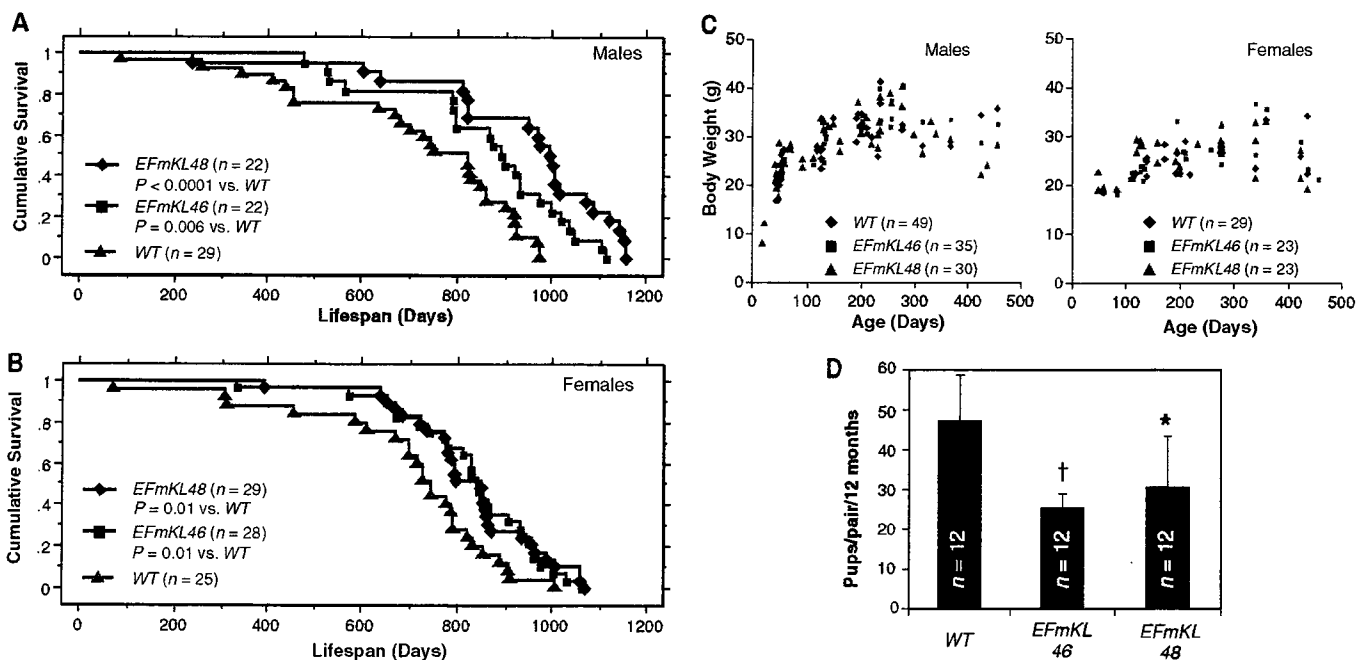 A
Males
Cumulative Survival
1
.8
.6
.4
.2
0
EFmKL48 (n = 22)
P < 0.0001 vs. WT
EFmKL46 (n = 22)
P = 0.006 vs. WT
WT (n = 29)
0 200 400 600 800 1000 1200
Lifespan (Days)
B
Females
Cumulative Survival
1
.8
.6
.4
.2
0
EFmKL48 (n = 29)
P = 0.01 vs. WT
EFmKL46 (n = 28)
P = 0.01 vs. WT
WT (n = 25)
0 200 400 600 800 1000 1200
Lifespan (Days)
C
Body Weight (g)
50
40
30
20
10
0
Males
WT (n = 49)
EFmKL46 (n = 35)
EFmKL48 (n = 30)
0 100 200 300 400 500
Age (Days)
50
40
30
20
10
0
Females
WT (n = 29)
EFmKL46 (n = 23)
EFmKL48 (n = 23)
0 100 200 300 400 500
Age (Days)
D
Pups/pair/12 months
60
50
40
30
20
10
0
†
*
n = 12
n = 12
n = 12
WT
EFmKL
46
EFmKL
48